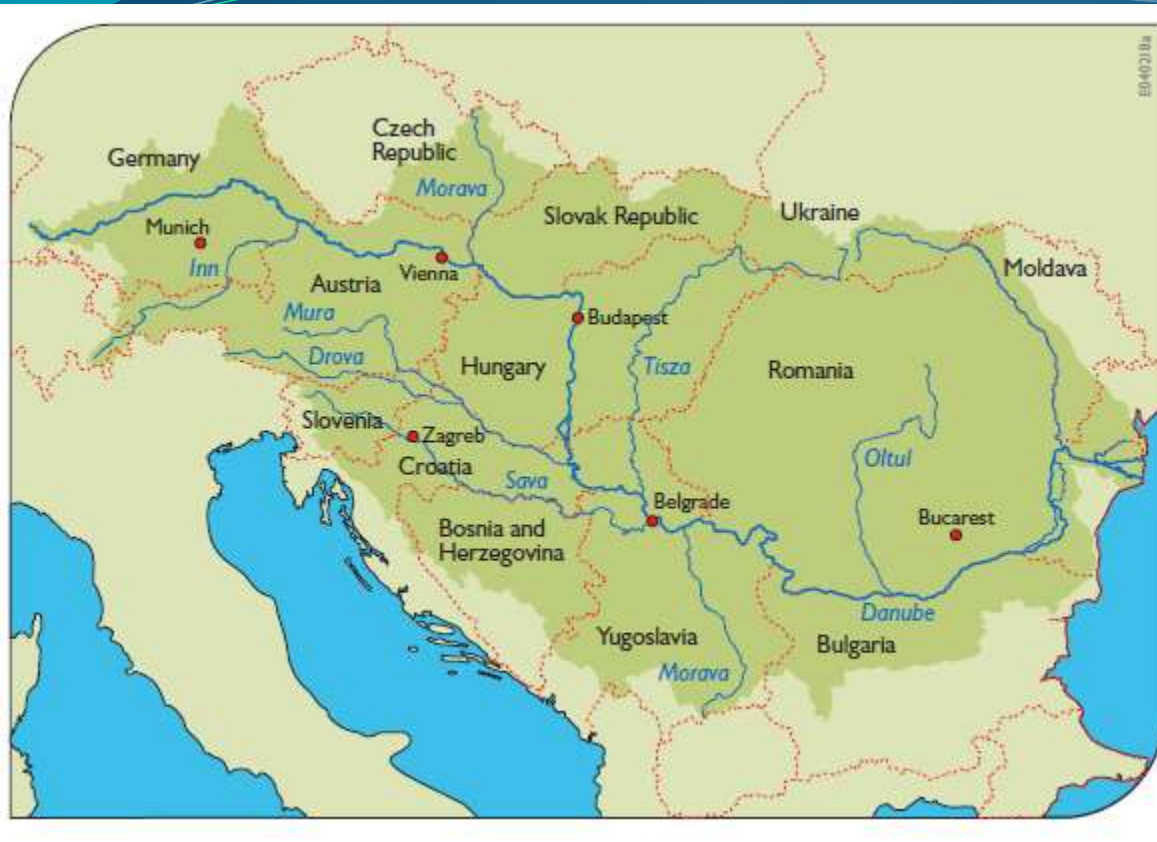 E040218a
Czech
Republic
Germany
Morava
Slovak Republic
Ukraine
Munich
Moldava
Inn
Vienna
Austria
Mura
Budapest
Drova
Hungary
Tisza
Romania
Slovenia
Zagreb
Croatia
Oltul
Sava
Belgrade
Bucarest
Bosnia and
Herzegovina
Danube
Yugoslavia
Bulgaria
Morava